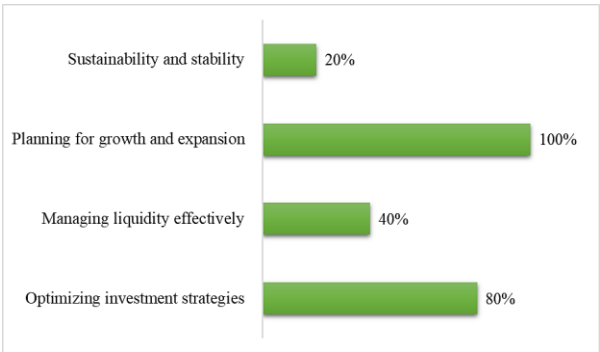 Sustainability and stability 20%
Planning for growth and expansion 100%
Managing liquidity effectively 40%
Optimizing investment strategies 80%